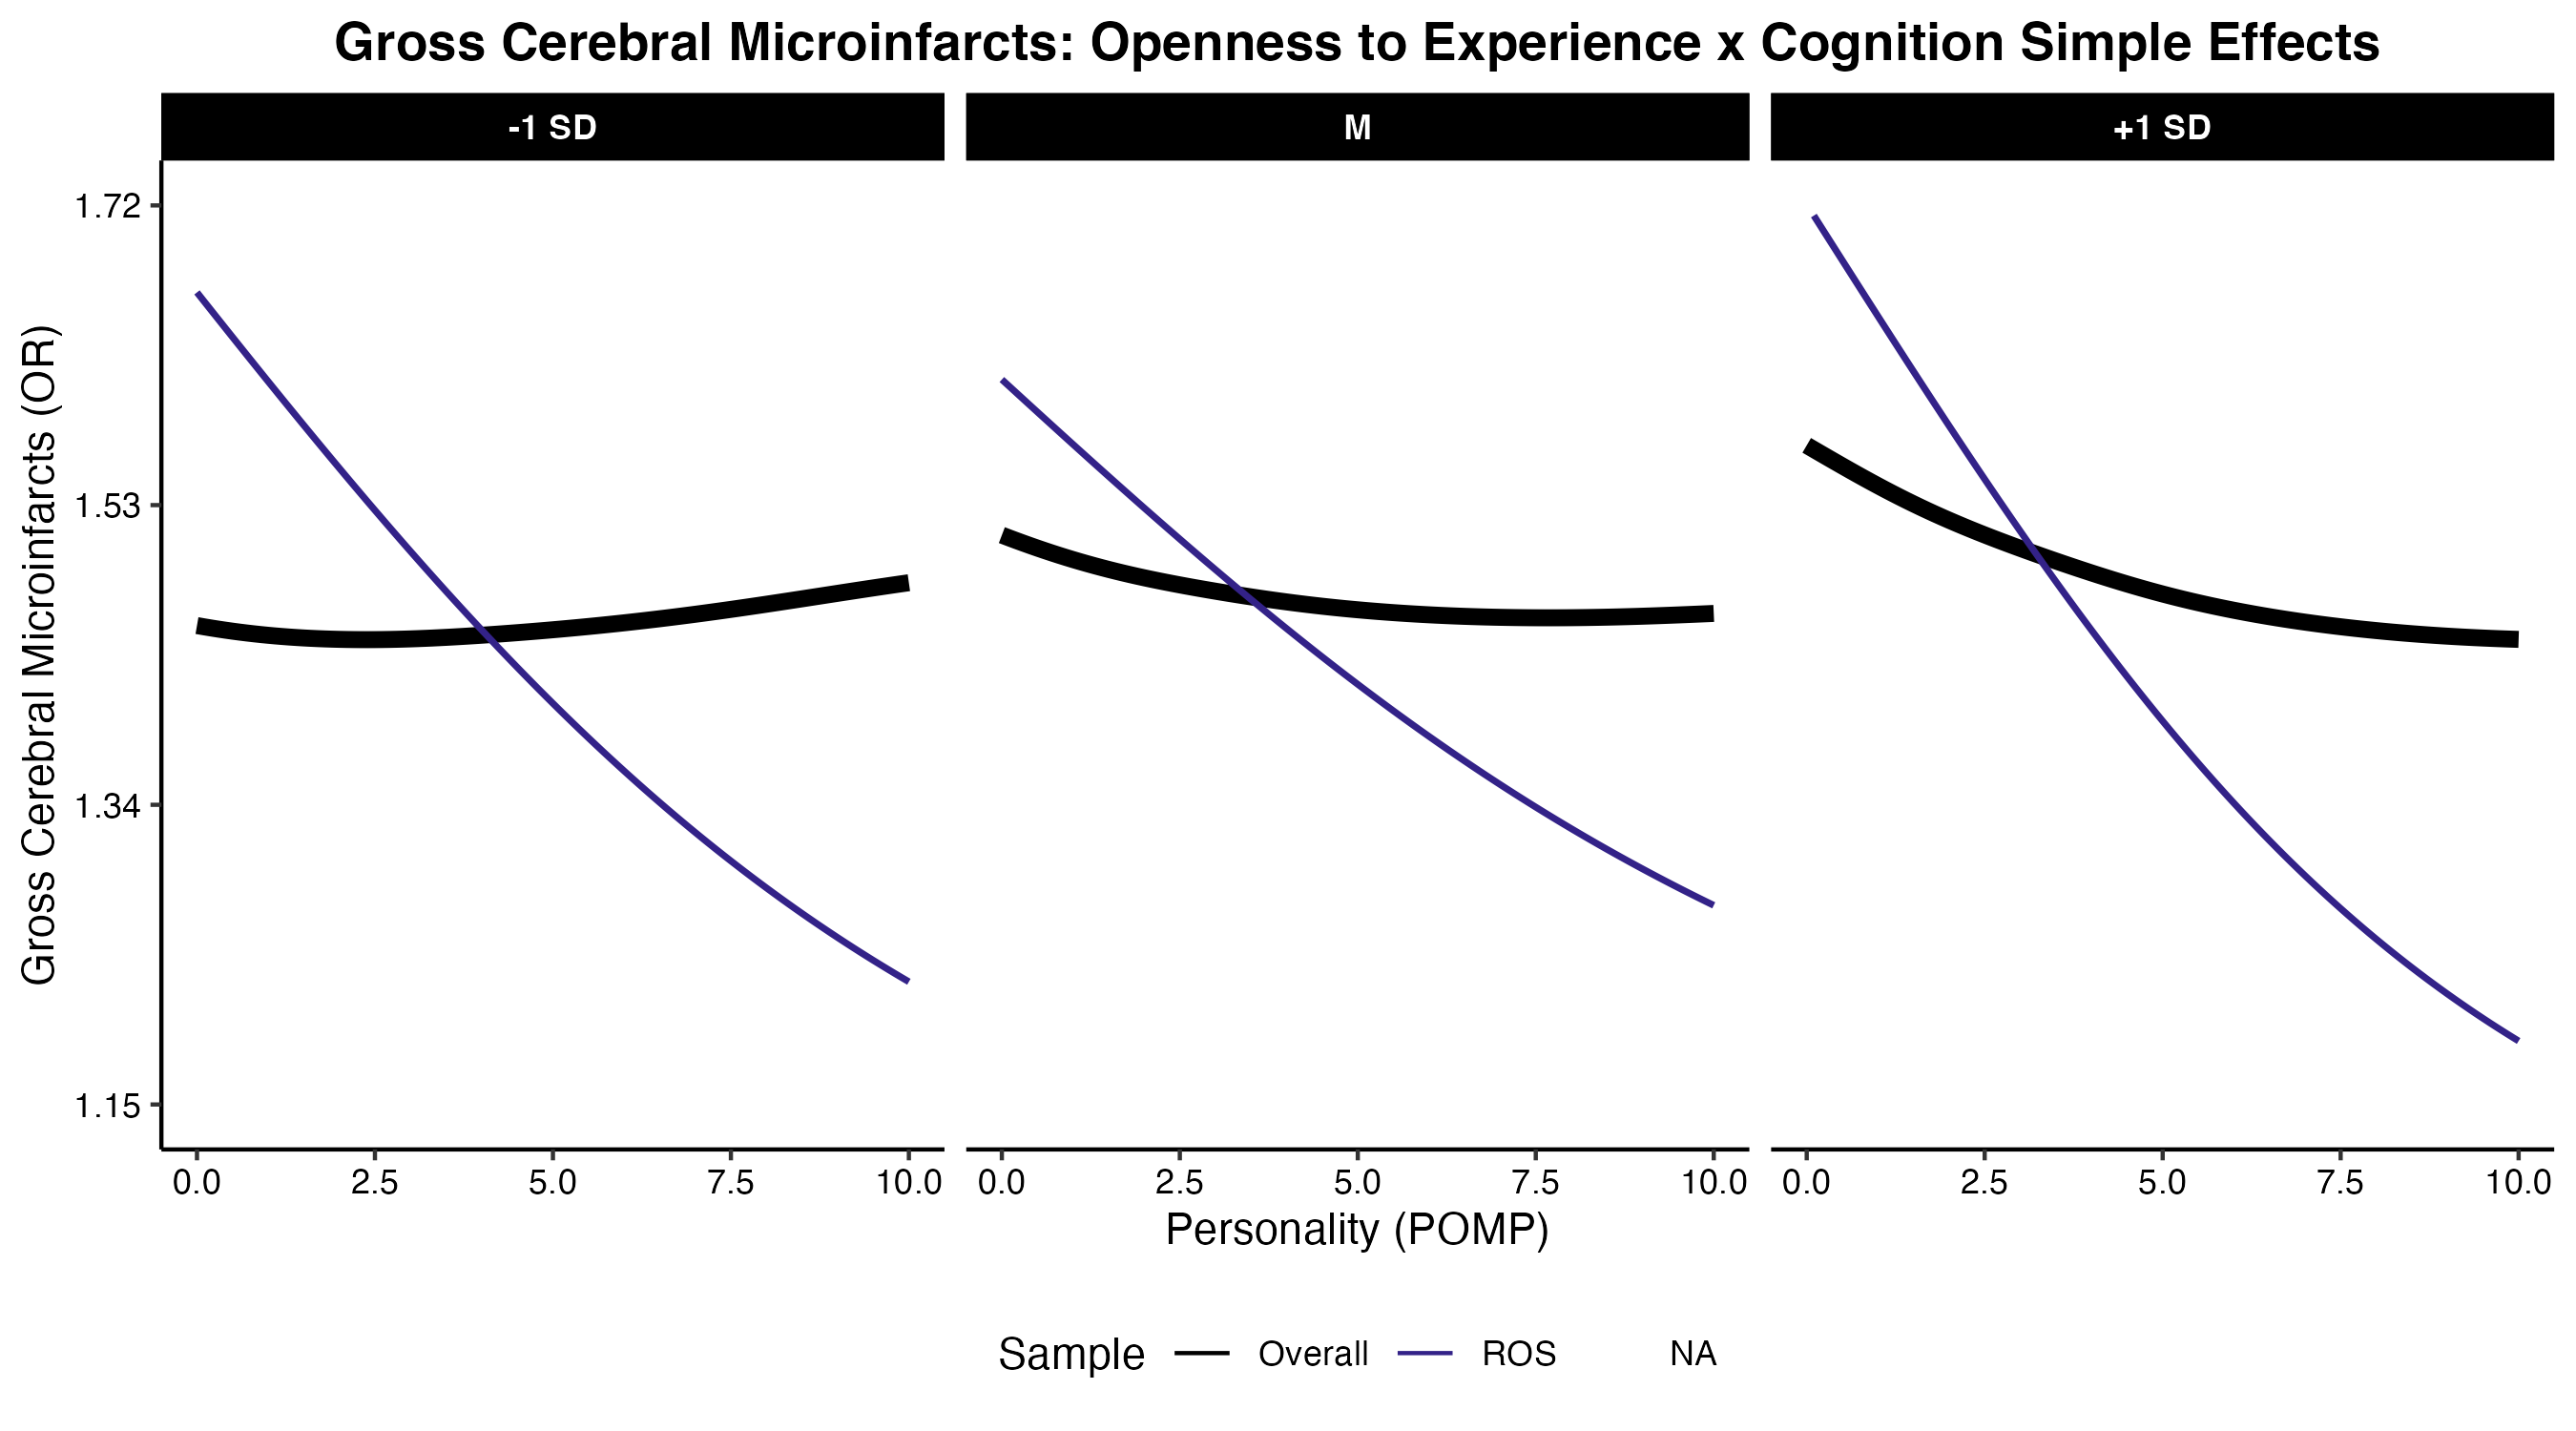 Gross Cerebral Microinfarcts: Openness to Experience x Cognition Simple Effects
-1 SD M +1 SD
Gross Cerebral Microinfarcts (OR)
1.72
1.53
1.34
1.15
0.0 2.5 5.0 7.5 10.0 0.0 2.5 5.0 7.5 10.0 0.0 2.5 5.0 7.5 10.0
Personality (POMP)
Sample Overall ROS NA